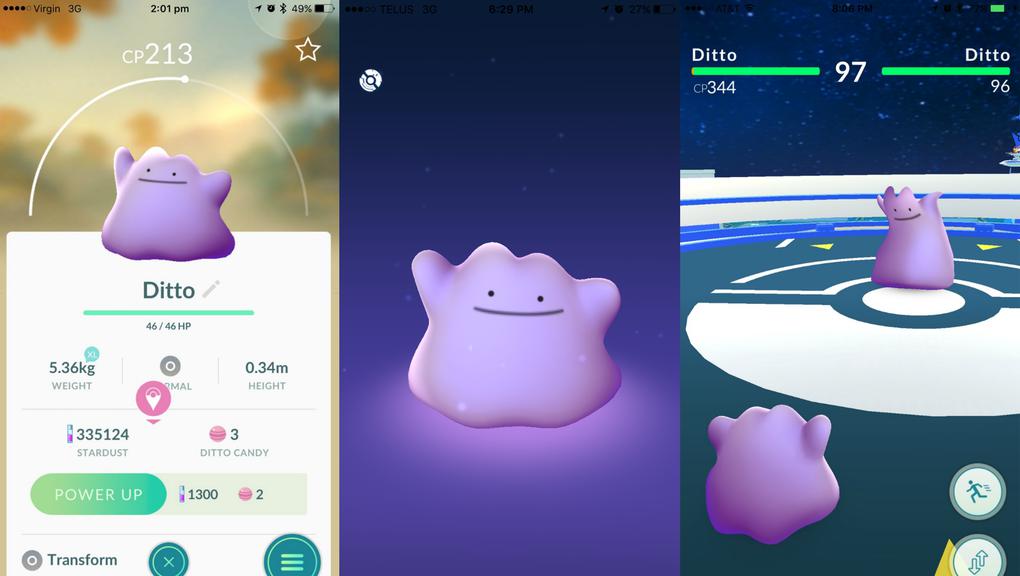 Virgin 3G 2:01 pm 49%
CP213
Ditto
46 / 46 HP
XL
5.36kg
WEIGHT
RMAL
0.34m
HEIGHT
335124
STARDUST
3
DITTO CANDY
POWER UP 1300 2
Transform
TELUS 3G 6:29 PM 27%
AT&T 8:06 PM
Ditto
CP344
97
Ditto
96